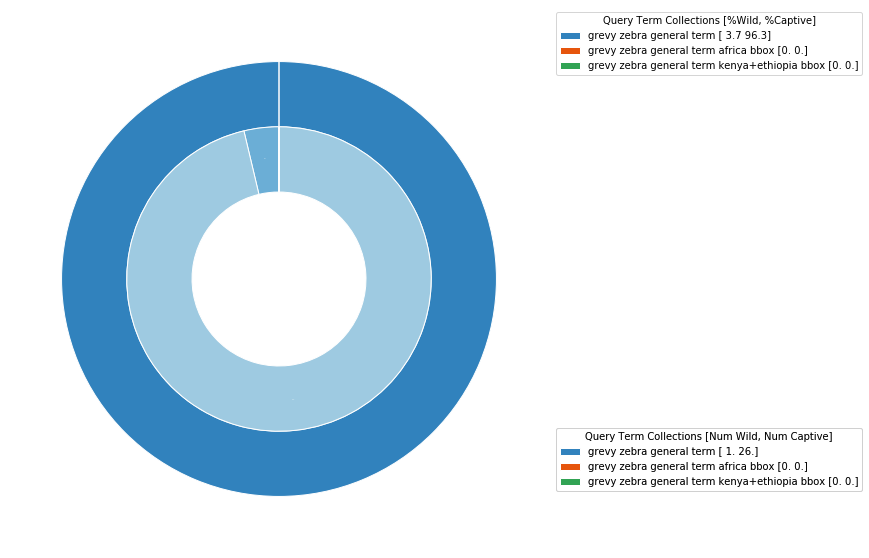 Query Term Collections [%Wild, %Captive]
grevy zebra general term [ 3.7 96.3]
grevy zebra general term africa bbox [0. 0.]
grevy zebra general term kenya+ethiopia bbox [0. 0.]
Query Term Collections [Num Wild, Num Captive]
grevy zebra general term [ 1. 26.]
grevy zebra general term africa bbox [0. 0.]
grevy zebra general term kenya+ethiopia bbox [0. 0.]